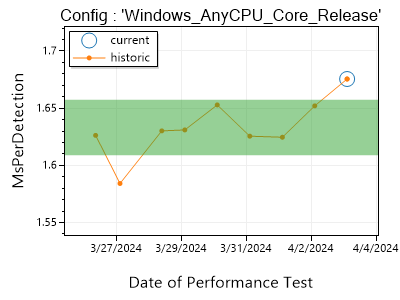 Config : 'Windows_AnyCPU_Core_Release'
current
historic
MsPerDetection
1.7
1.65
1.6
1.55
3/27/2024 3/29/2024 3/31/2024 4/2/2024 4/4/2024
Date of Performance Test